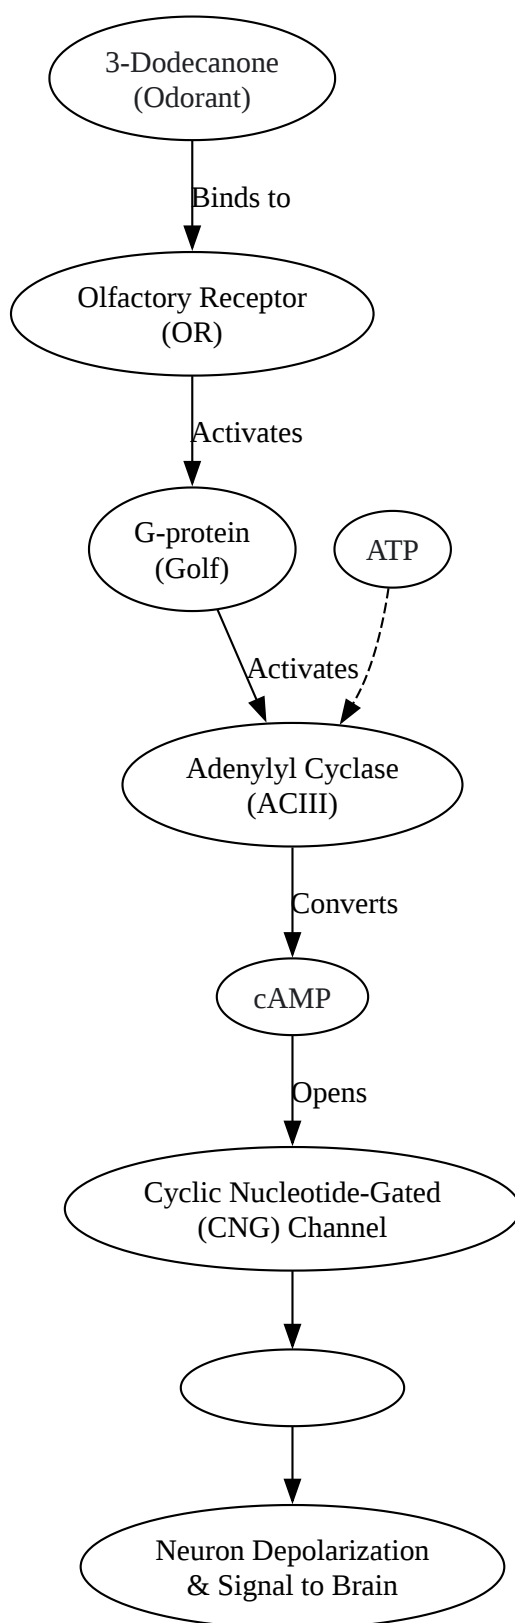 3-Dodecanone
(Odorant)
Binds to
Olfactory Receptor
(OR)
Activates
G-protein
(Golf)
ATP
Activates
Adenylyl Cyclase
(ACIII)
Converts
cAMP
Opens
Cyclic Nucleotide-Gated
(CNG) Channel
Neuron Depolarization
& Signal to Brain